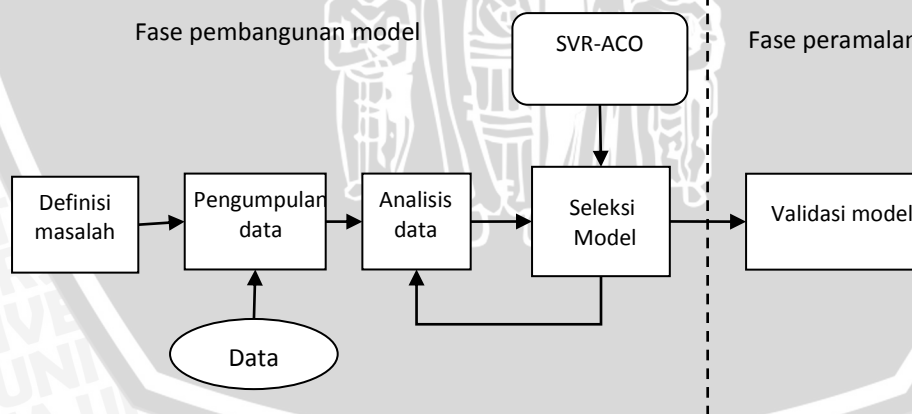 Fase pembangunan model
SVR-ACO
Fase peramalan
Definisi
masalah
Pengumpulan
data
Analisis
data
Seleksi
Model
Validasi model
Data